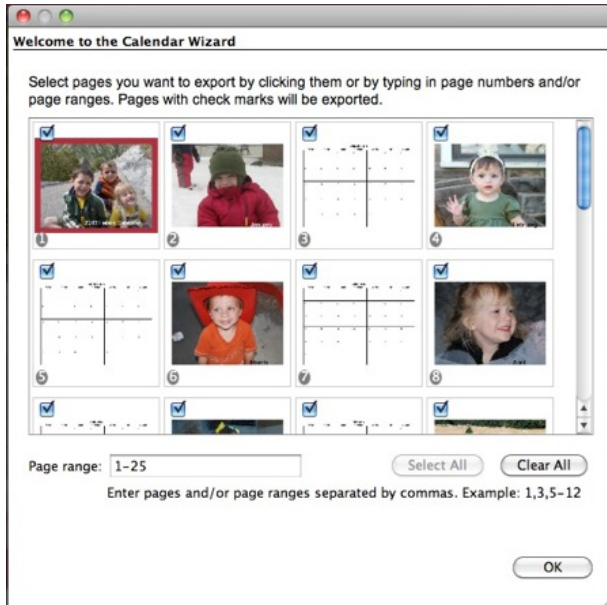 Welcome to the Calendar Wizard
Select pages you want to export by clicking them or by typing in page numbers and/or
page ranges. Pages with check marks will be exported.
1
2
3
4
5
6
7
8
Page range: 1-25 Select All Clear All
Enter pages and/or page ranges separated by commas. Example: 1,3,5-12
OK